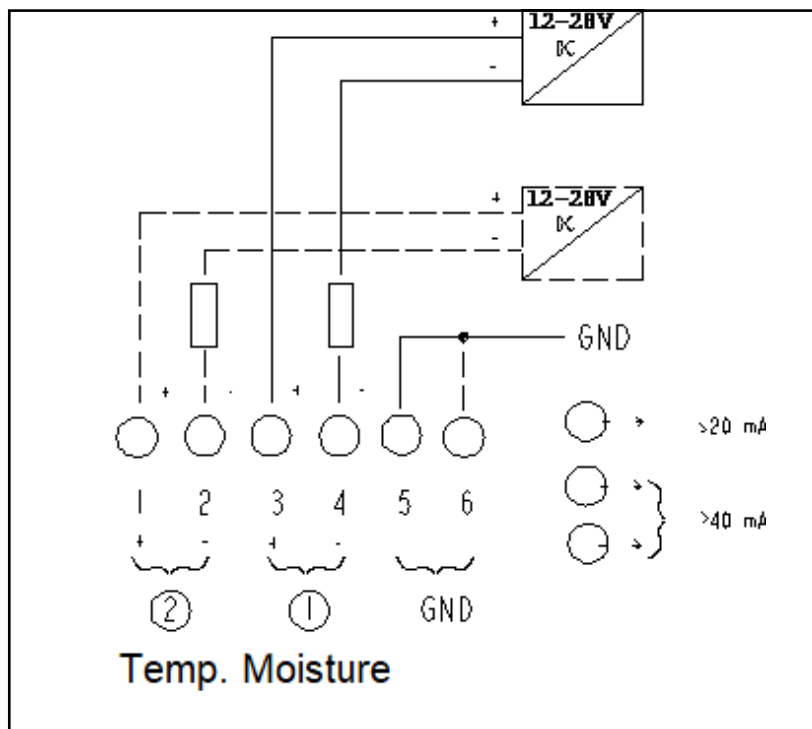 + 12-28V
DC
-
+ 12-28V
DC
-
GND
+ - + -
>20 mA
1 2 3 4 5 6
+ - + -
>40 mA
2 1 GND
Temp. Moisture